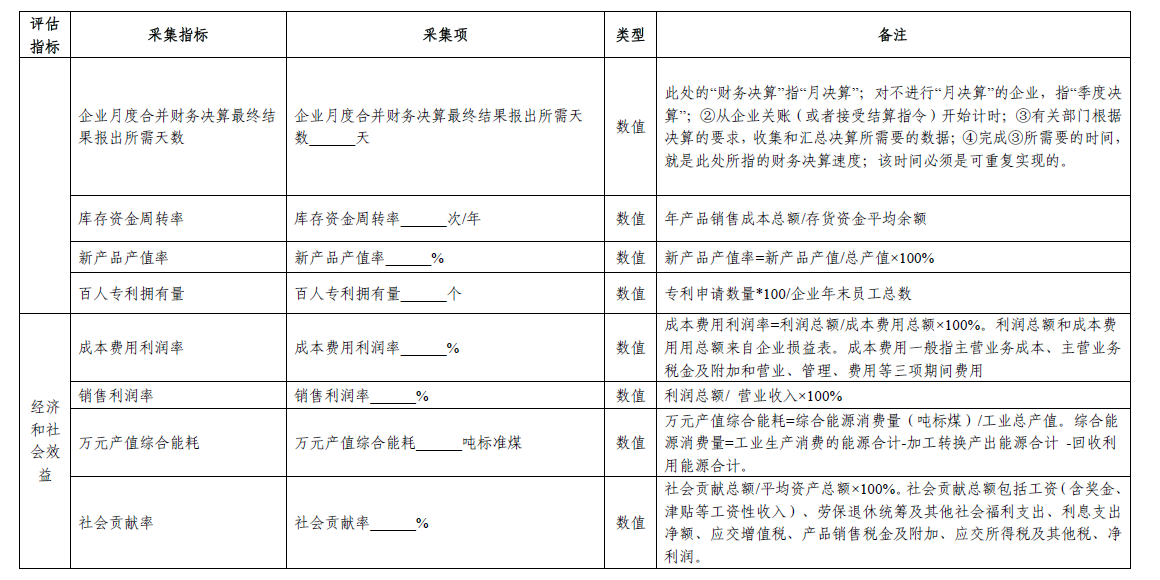 评估
指标
采集指标
采集项
类型
备注
企业月度合并财务决算最终结
果报出所需天数
企业月度合并财务决算最终结果报出所需天
数______天
数值
此处的“财务决算”指“月决算”；对不进行“月决算”的企业，指“季度决
算”；②从企业关账（或者接受结算指令）开始计时；③有关部门根据
决算的要求，收集和汇总决算所需要的数据；④完成③所需要的时间，
就是此处所指的财务决算速度；该时间必须是可重复实现的。
库存资金周转率
库存资金周转率______次/年
数值
年产品销售成本总额/存货资金平均余额
新产品产值率
新产品产值率______%
数值
新产品产值率=新产品产值/总产值×100%
百人专利拥有量
百人专利拥有量______个
数值
专利申请数量*100/企业年末员工总数
经济
和社
会效
益
成本费用利润率
成本费用利润率______%
数值
成本费用利润率=利润总额/成本费用总额×100%。利润总额和成本费
用用总额来自企业损益表。成本费用一般指主营业务成本、主营业务
税金及附加和营业、管理、费用等三项期间费用
销售利润率
销售利润率______%
数值
利润总额/ 营业收入×100%
万元产值综合能耗
万元产值综合能耗______吨标准煤
数值
万元产值综合能耗=综合能源消费量（吨标煤）/工业总产值。综合能
源消费量=工业生产消费的能源合计-加工转换产出能源合计 -回收利
用能源合计。
社会贡献率
社会贡献率______%
数值
社会贡献总额/平均资产总额×100%。社会贡献总额包括工资（含奖金、
津贴等工资性收入）、劳保退休统筹及其他社会福利支出、利息支出
净额、应交增值税、产品销售税金及附加、应交所得税及其他税、净
利润。